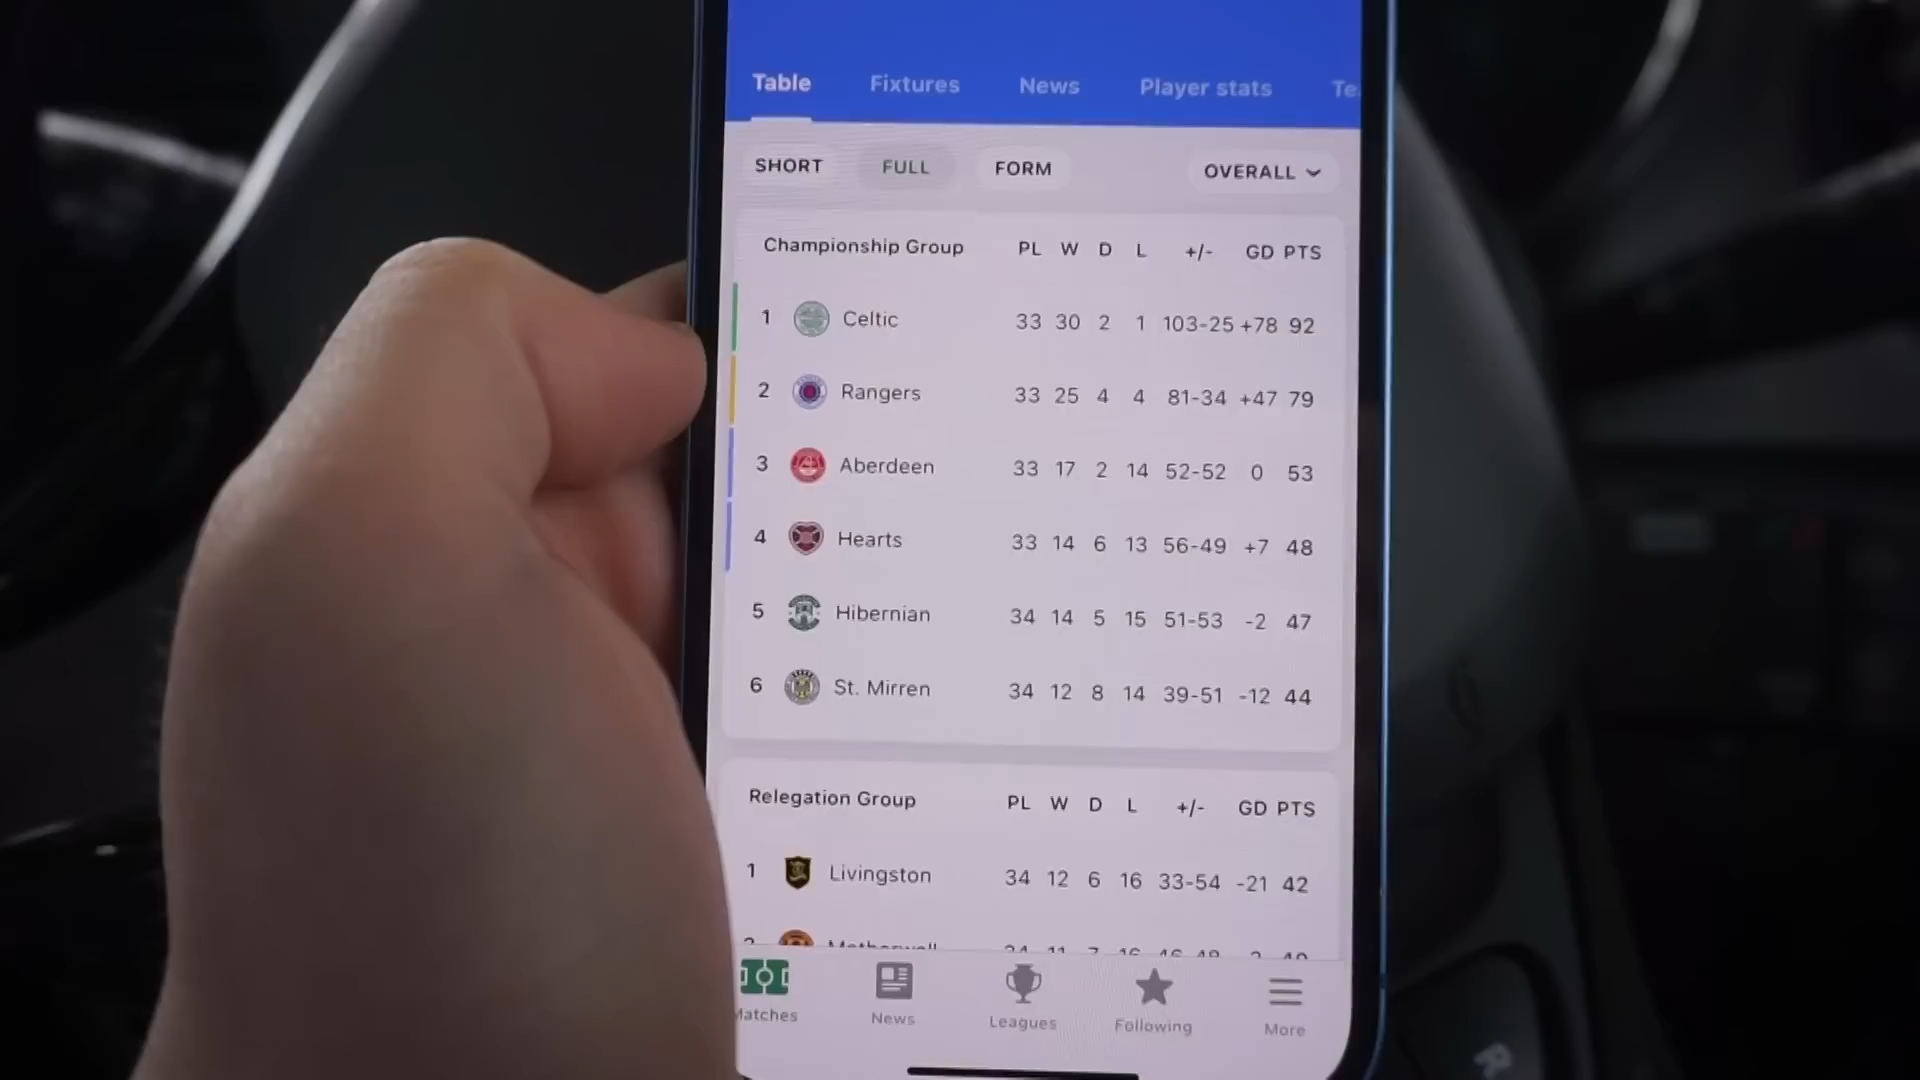 Table Fixtures News Player stats Te
SHORT FULL FORM OVERALL
Championship Group PL W D L +/- GD PTS
1 Celtic 33 30 2 1 103-25 +78 92
2 Rangers 33 25 4 4 81-34 +47 79
3 Aberdeen 33 17 2 14 52-52 0 53
4 Hearts 33 14 6 13 56-49 +7 48
5 Hibernian 34 14 5 15 51-53 -2 47
6 St. Mirren 34 12 8 14 39-51 -12 44
Relegation Group PL W D L +/- GD PTS
1 Livingston 34 12 6 16 33-54 -21 42
Motherwell
Matches News Leagues Following More
R